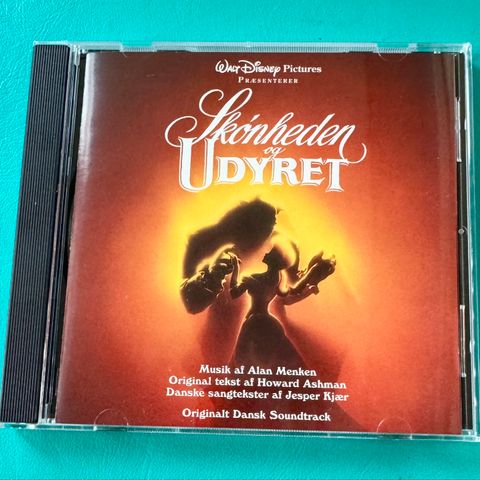 Walt Disney Pictures
PRÆSENTERER
Skønheden
og
UDYRET
Musik af Alan Menken
Original tekst af Howard Ashman
Danske sangtekster af Jesper Kjær
Originalt Dansk Soundtrack